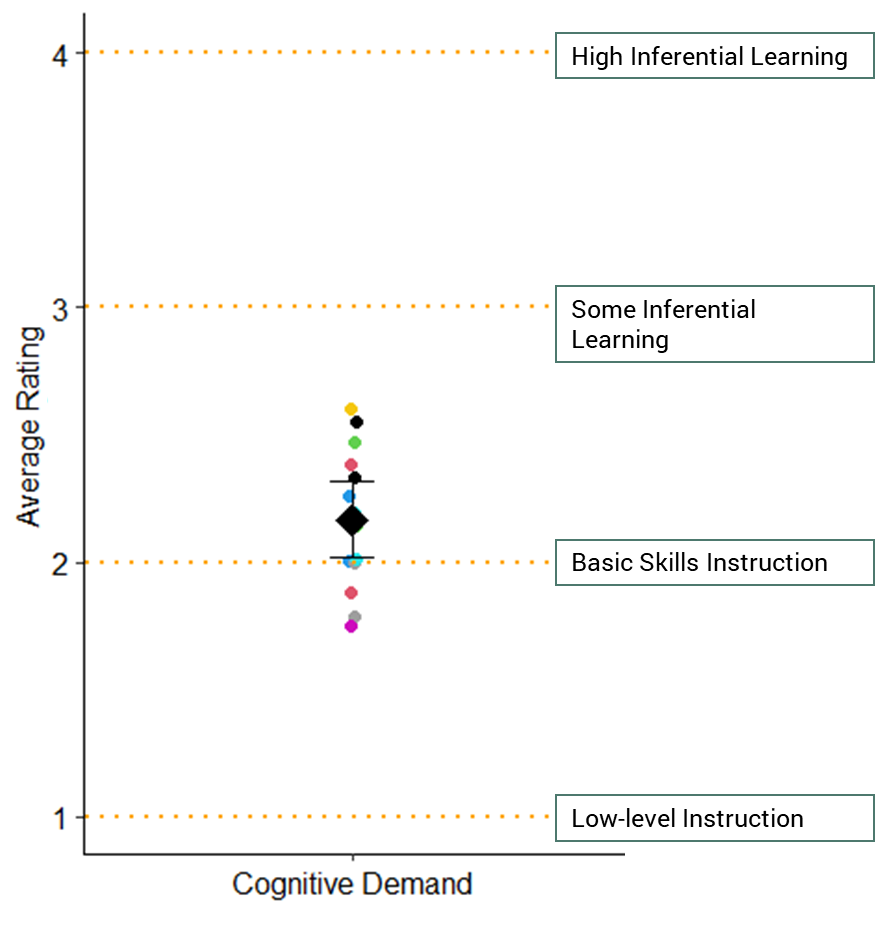 4
High Inferential Learning
3
Some Inferential
Learning
Average Rating
2
Basic Skills Instruction
1
Low-level Instruction
Cognitive Demand